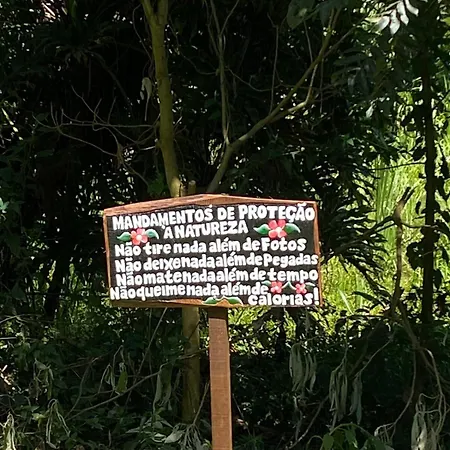 MANDAMENTOS DE PROTEÇÃO
A NATUREZA
Não tire nada além de Fotos
Não deixe nada além de Pegadas
Não mate nada além de tempo
Não queime nada além de
calorias!